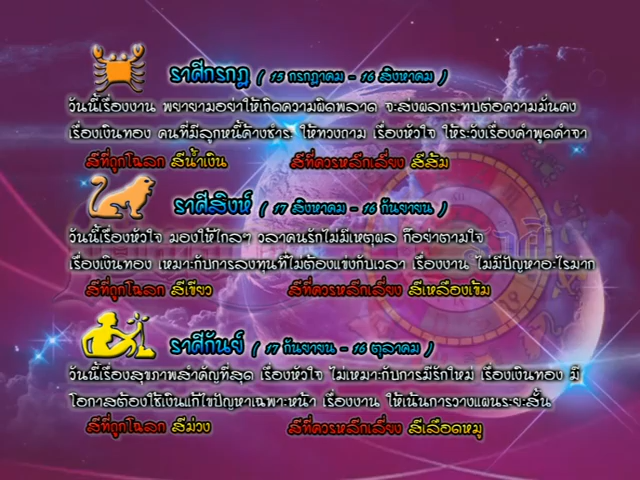 ราศีกรกฎ ( 15 กรกฎาคม - 16 สิงหาคม )
วันนี้เรื่องงาน พยายามอย่าให้เกิดความผิดพลาด จะส่งผลกระทบต่อความมั่นคง
เรื่องเงินทอง คนที่มีลูกหนี้ค้างชำระ ให้ทวงถาม เรื่องหัวใจ ให้ระวังเรื่องคำพูดคำจา
สีที่ถูกโฉลก สีน้ำเงิน สีที่ควรหลีกเลี่ยง สีส้ม
ราศีสิงห์ ( 17 สิงหาคม - 16 กันยายน )
วันนี้เรื่องหัวใจ มองให้ไกลๆ เวลาคนรักไม่มีเหตุผล ก็อย่าตามใจ
เรื่องเงินทอง เหมาะกับการลงทุนที่ไม่ต้องแข่งกับเวลา เรื่องงาน ไม่มีปัญหาอะไรมาก
สีที่ถูกโฉลก สีเขียว สีที่ควรหลีกเลี่ยง สีเหลืองเข้ม
ราศีกันย์ ( 17 กันยายน - 16 ตุลาคม )
วันนี้เรื่องสุขภาพสำคัญที่สุด เรื่องหัวใจ ไม่เหมาะกับการมีรักใหม่ เรื่องเงินทอง มี
โอกาสต้องใช้เงินแก้ไขปัญหาเฉพาะหน้า เรื่องงาน ให้เน้นการวางแผนระยะสั้น
สีที่ถูกโฉลก สีม่วง สีที่ควรหลีกเลี่ยง สีเลือดหมู